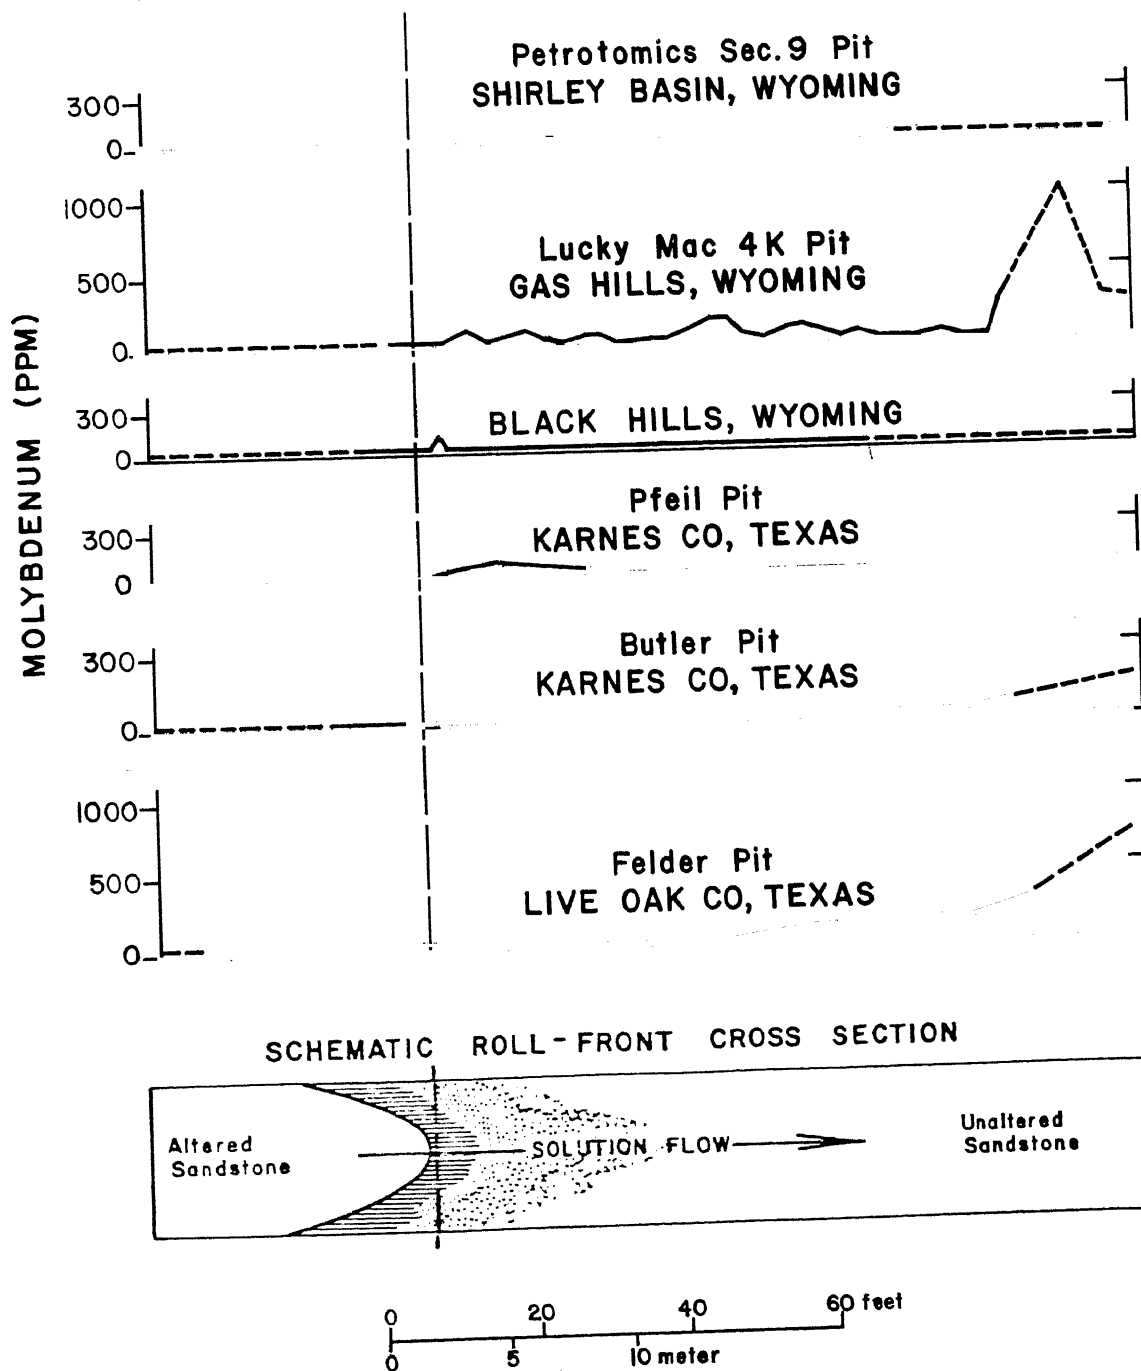 Petrotomics Sec. 9 Pit
SHIRLEY BASIN, WYOMING
300
0
1000
Lucky Mac 4K Pit
500
GAS HILLS, WYOMING
0
MOLYBDENUM (PPM)
300
BLACK HILLS, WYOMING
0
Pfeil Pit
300
KARNES CO, TEXAS
0
Butler Pit
300
KARNES CO, TEXAS
0
1000
Felder Pit
500
LIVE OAK CO, TEXAS
0
SCHEMATIC ROLL-FRONT CROSS SECTION
Altered
Sandstone
SOLUTION FLOW
Unaltered
Sandstone
0 20 40 60 feet
0 5 10 meter